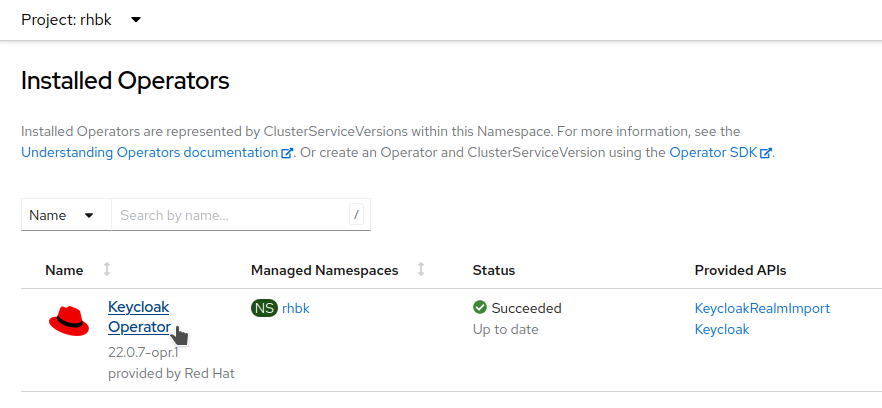 Project: rhbk
Installed Operators
Installed Operators are represented by ClusterServiceVersions within this Namespace. For more information, see the
Understanding Operators documentation. Or create an Operator and ClusterServiceVersion using the Operator SDK.
Name Search by name... /
Name Managed Namespaces Status Provided APIs
Keycloak NS rhbk Succeeded KeycloakRealmImport
Operator Up to date Keycloak
22.0.7-opr.1
provided by Red Hat